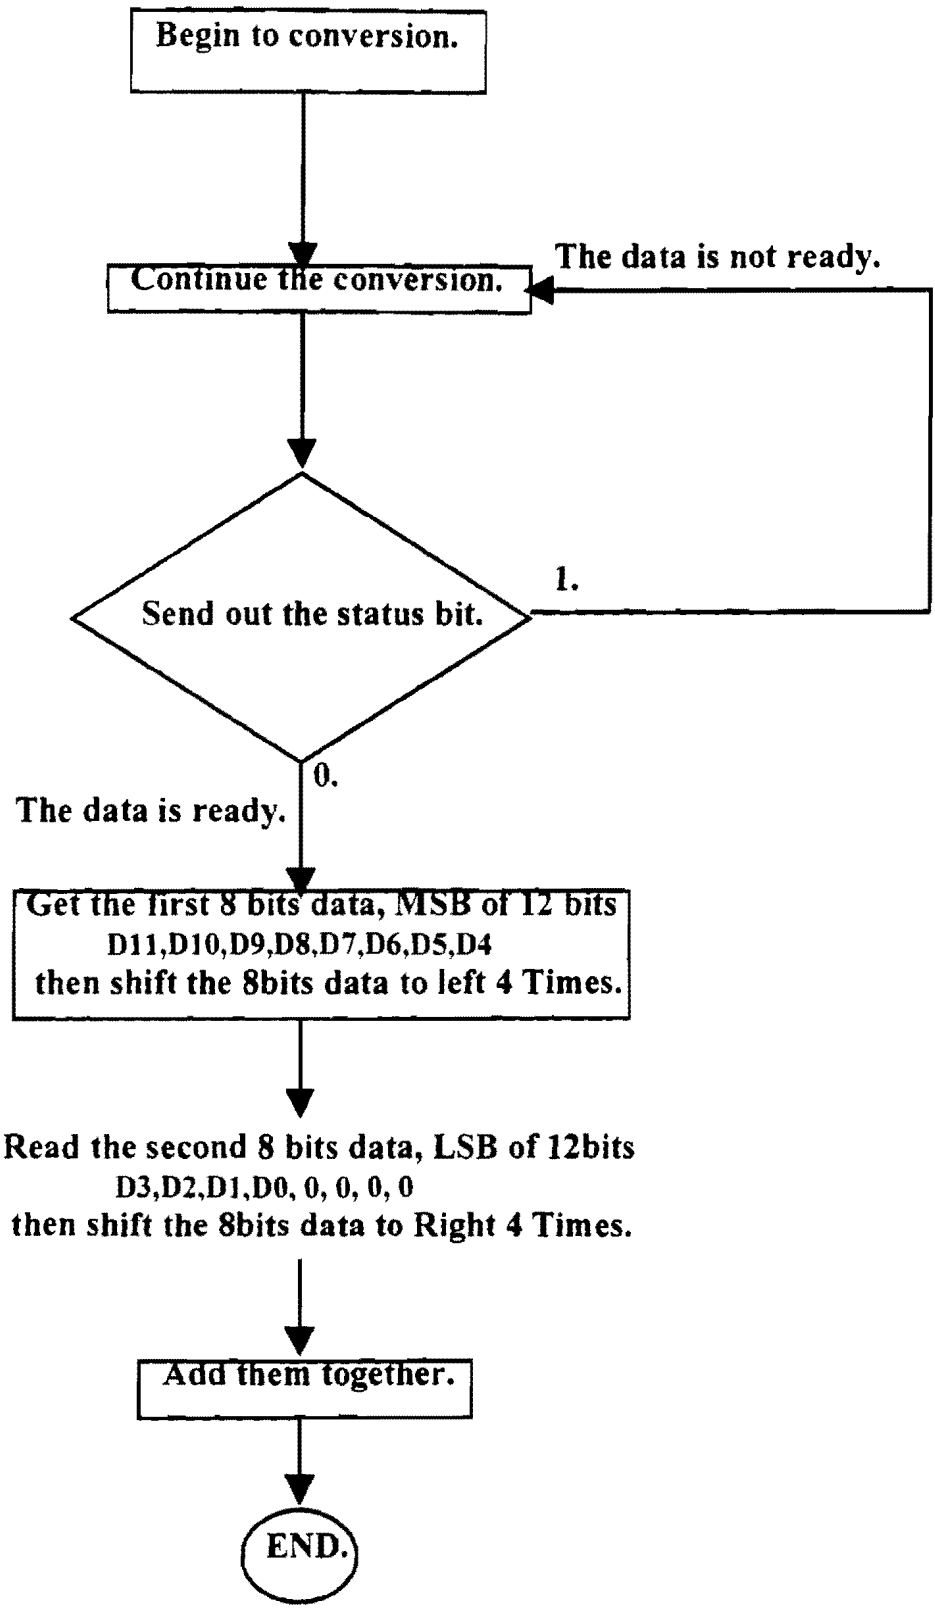 Begin to conversion.
The data is not ready.
Continue the conversion.
1.
Send out the status bit.
0.
The data is ready.
Get the first 8 bits data, MSB of 12 bits
D11,D10,D9,D8,D7,D6,D5,D4
then shift the 8bits data to left 4 Times.
Read the second 8 bits data, LSB of 12bits
D3,D2,D1,D0, 0, 0, 0, 0
then shift the 8bits data to Right 4 Times.
Add them together.
END.